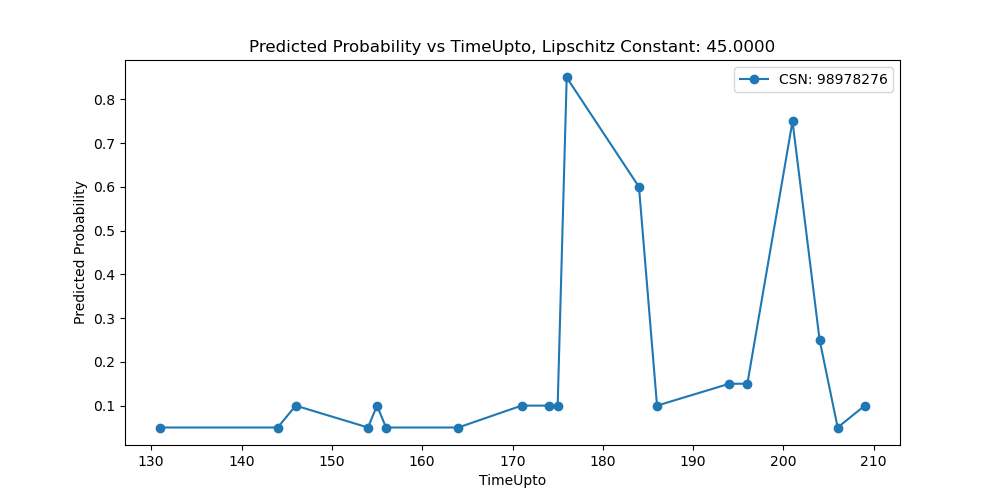 Predicted Probability vs TimeUpto, Lipschitz Constant: 45.0000
CSN: 98978276
Predicted Probability
0.8
0.7
0.6
0.5
0.4
0.3
0.2
0.1
130 140 150 160 170 180 190 200 210
TimeUpto